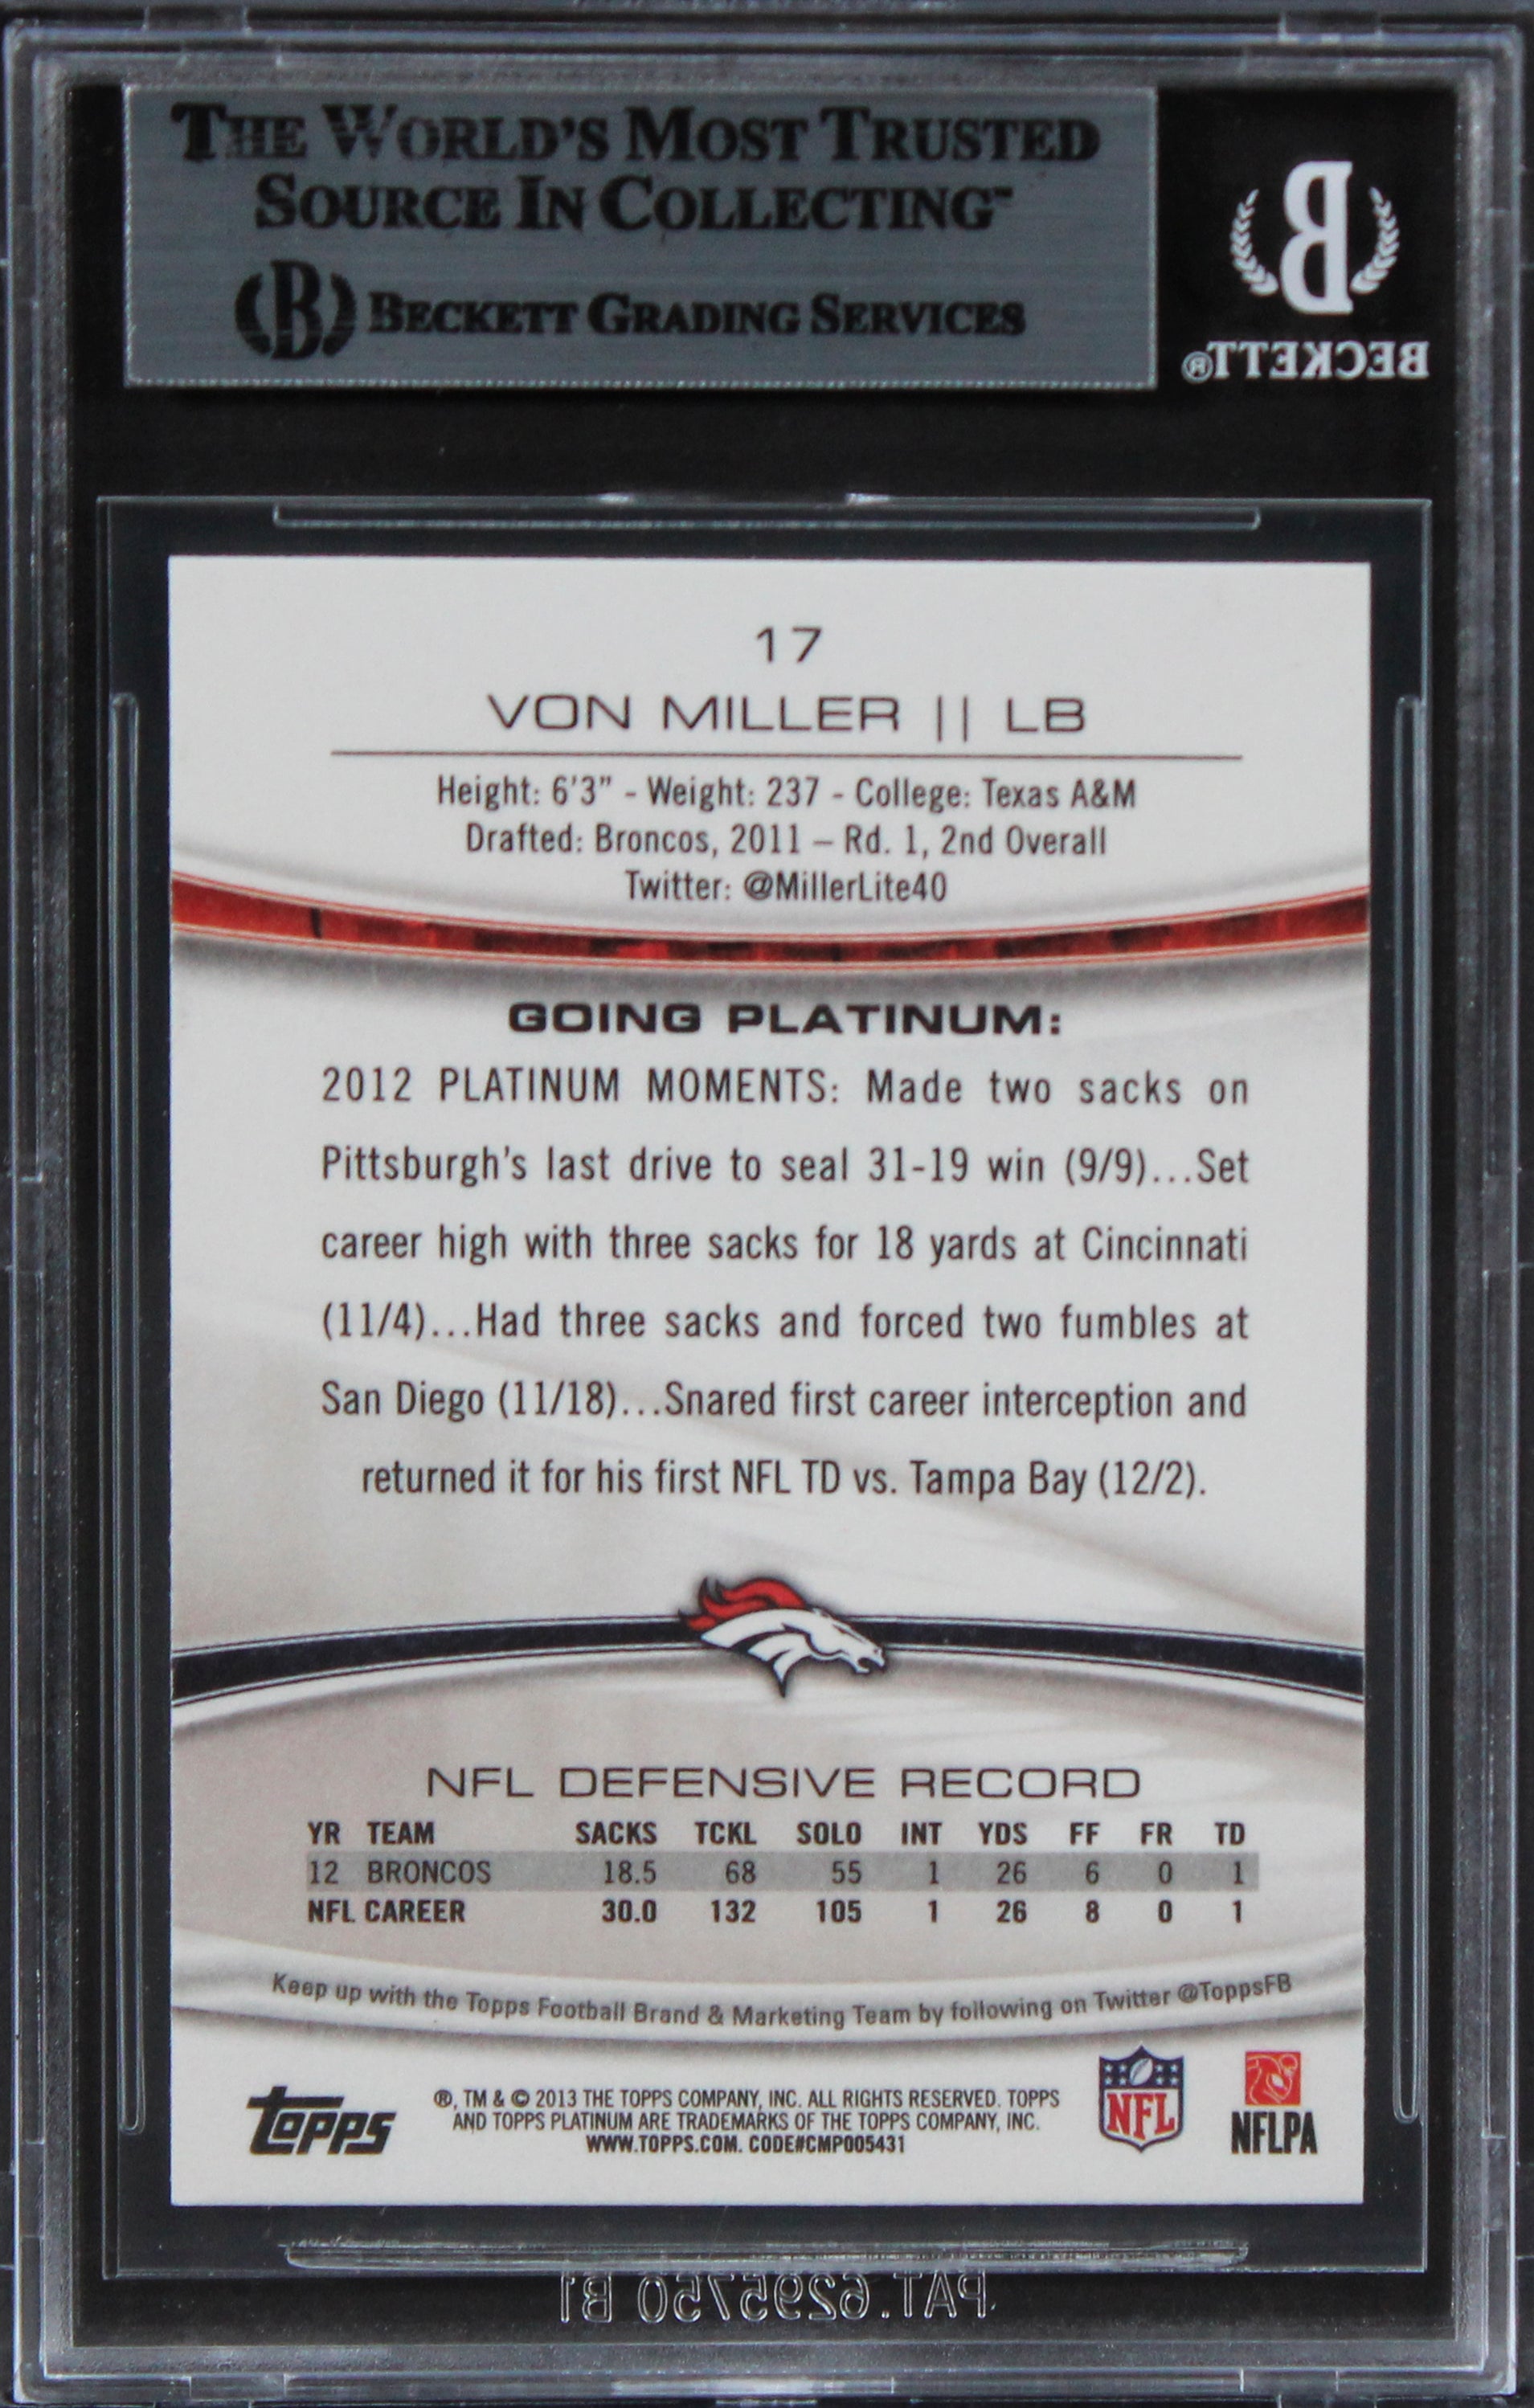 THE WORLD'S MOST TRUSTED
SOURCE IN COLLECTING™
B BECKETT GRADING SERVICES
B
BECKETT®
17
VON MILLER || LB
Height: 6'3" - Weight: 237 - College: Texas A&M
Drafted: Broncos, 2011 – Rd. 1, 2nd Overall
Twitter: @MillerLite40
GOING PLATINUM:
2012 PLATINUM MOMENTS: Made two sacks on
Pittsburgh's last drive to seal 31-19 win (9/9)...Set
career high with three sacks for 18 yards at Cincinnati
(11/4)...Had three sacks and forced two fumbles at
San Diego (11/18)...Snared first career interception and
returned it for his first NFL TD vs. Tampa Bay (12/2).
NFL DEFENSIVE RECORD
YR TEAM SACKS TCKL SOLO INT YDS FF FR TD
12 BRONCOS 18.5 68 55 1 26 6 0 1
NFL CAREER 30.0 132 105 1 26 8 0 1
Keep up with the Topps Football Brand & Marketing Team by following on Twitter @ToppsFB
topps
®, TM & © 2013 THE TOPPS COMPANY, INC. ALL RIGHTS RESERVED. TOPPS
AND TOPPS PLATINUM ARE TRADEMARKS OF THE TOPPS COMPANY, INC.
WWW.TOPPS.COM. CODE#CMP005431
NFL
NFLPA
PAT.6295750 B1